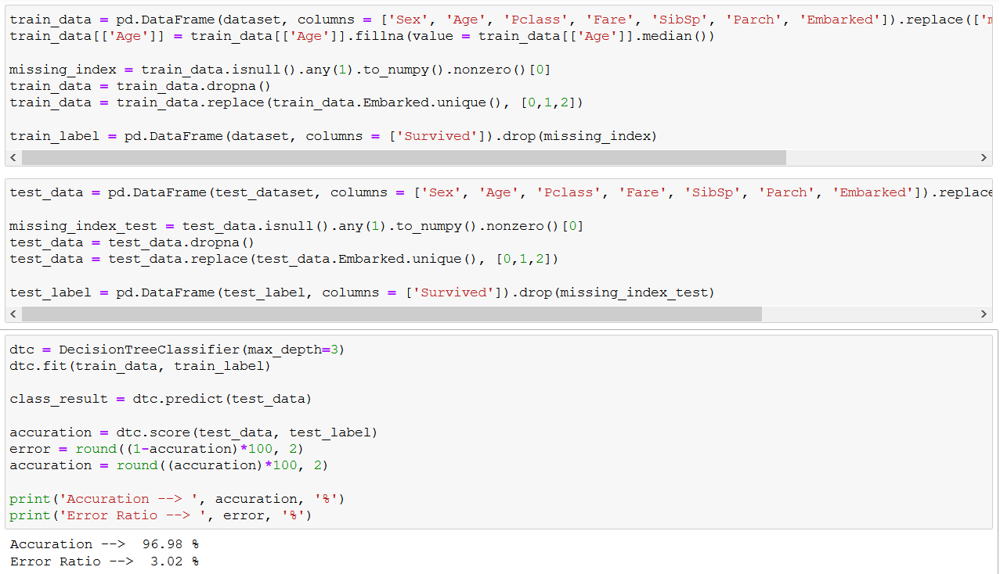 train_data = pd.DataFrame(dataset, columns = ['Sex', 'Age', 'Pclass', 'Fare', 'SibSp', 'Parch', 'Embarked']).replace(['m
train_data[['Age']] = train_data[['Age']].fillna(value = train_data[['Age']].median())
missing_index = train_data.isnull().any(1).to_numpy().nonzero()[0]
train_data = train_data.dropna()
train_data = train_data.replace(train_data.Embarked.unique(), [0,1,2])
train_label = pd.DataFrame(dataset, columns = ['Survived']).drop(missing_index)
test_data = pd.DataFrame(test_dataset, columns = ['Sex', 'Age', 'Pclass', 'Fare', 'SibSp', 'Parch', 'Embarked']).replace
missing_index_test = test_data.isnull().any(1).to_numpy().nonzero()[0]
test_data = test_data.dropna()
test_data = test_data.replace(test_data.Embarked.unique(), [0,1,2])
test_label = pd.DataFrame(test_label, columns = ['Survived']).drop(missing_index_test)
dtc = DecisionTreeClassifier(max_depth=3)
dtc.fit(train_data, train_label)
class_result = dtc.predict(test_data)
accuration = dtc.score(test_data, test_label)
error = round((1-accuration)*100, 2)
accuration = round((accuration)*100, 2)
print('Accuration --> ', accuration, '%')
print('Error Ratio --> ', error, '%')
Accuration -->  96.98 %
Error Ratio -->  3.02 %